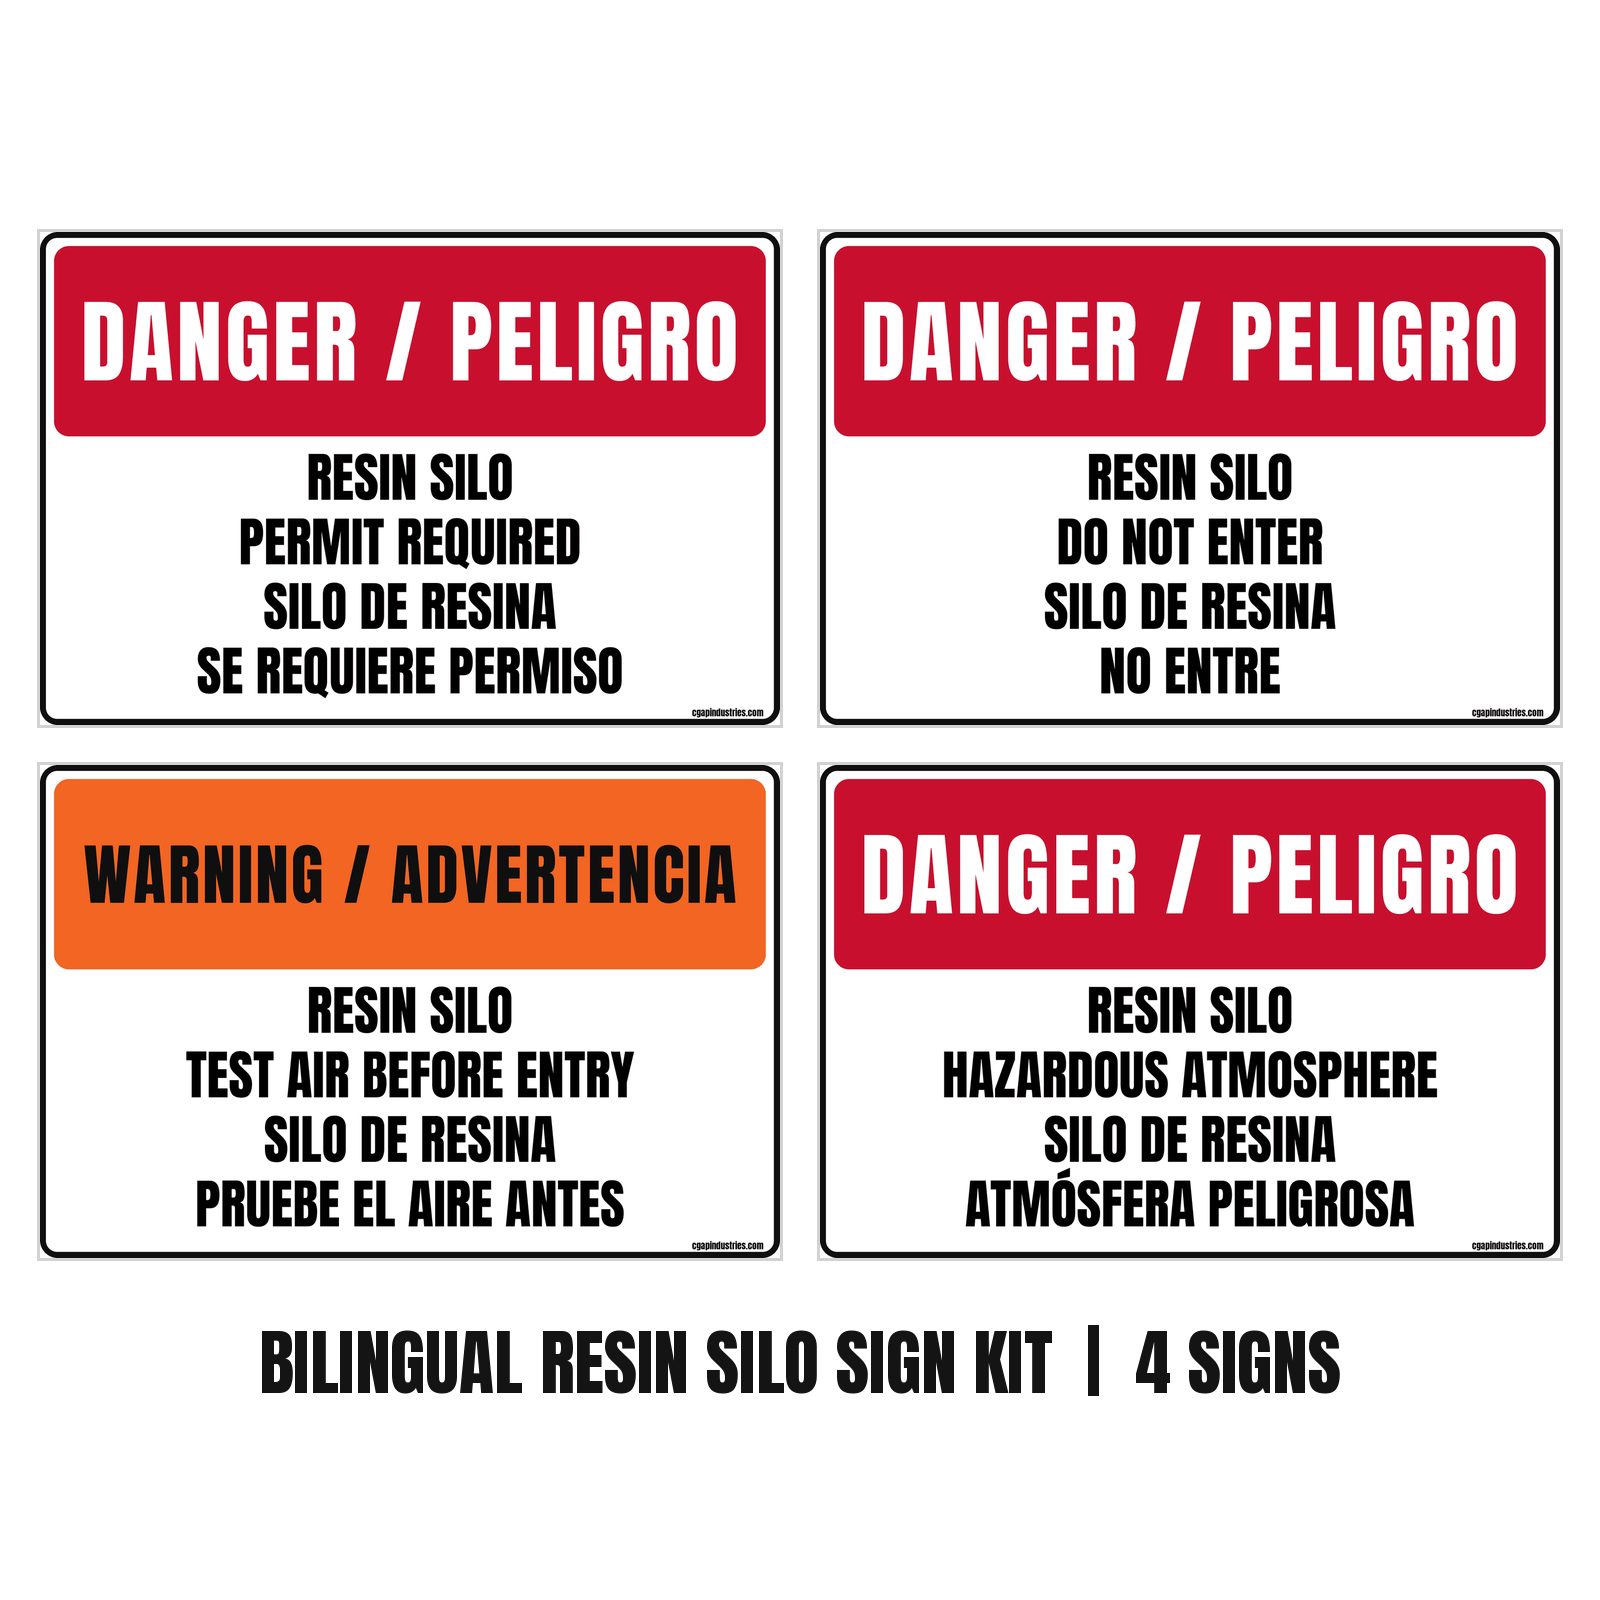 DANGER / PELIGRO
RESIN SILO
PERMIT REQUIRED
SILO DE RESINA
SE REQUIERE PERMISO
cgapindustries.com
DANGER / PELIGRO
RESIN SILO
DO NOT ENTER
SILO DE RESINA
NO ENTRE
cgapindustries.com
WARNING / ADVERTENCIA
RESIN SILO
TEST AIR BEFORE ENTRY
SILO DE RESINA
PRUEBE EL AIRE ANTES
cgapindustries.com
DANGER / PELIGRO
RESIN SILO
HAZARDOUS ATMOSPHERE
SILO DE RESINA
ATMÓSFERA PELIGROSA
cgapindustries.com
BILINGUAL RESIN SILO SIGN KIT | 4 SIGNS